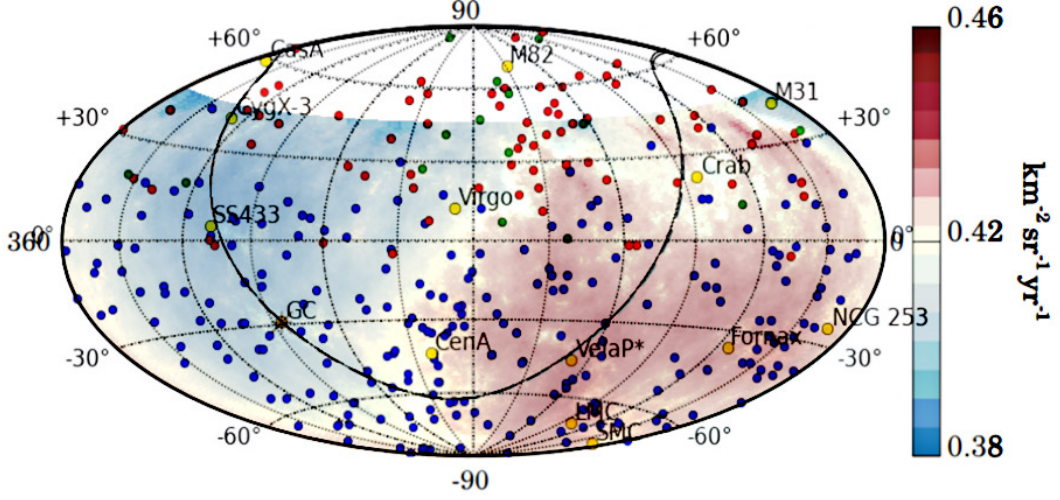 90
0.46
+60°
CasA
M82
+60°
M31
+30°
CygX-3
+30°
Crab
SS433
Virgo
360°
0°
0°
0.42
km⁻² sr⁻¹ yr⁻¹
GC
NCG 253
CenA
VelaP*
Fornax
-30°
-30°
LMC
SMC
-60°
-60°
0.38
-90